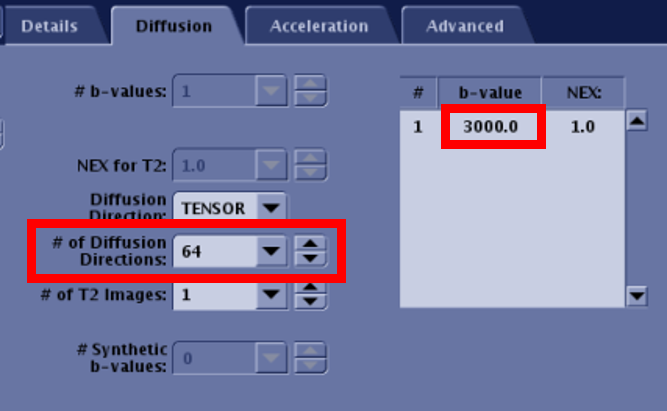 Details Diffusion Acceleration Advanced
# b-values: 1
# b-value NEX:
1 3000.0 1.0
NEX for T2: 1.0
Diffusion
Direction: TENSOR
# of Diffusion
Directions: 64
# of T2 Images: 1
# Synthetic
b-values: 0